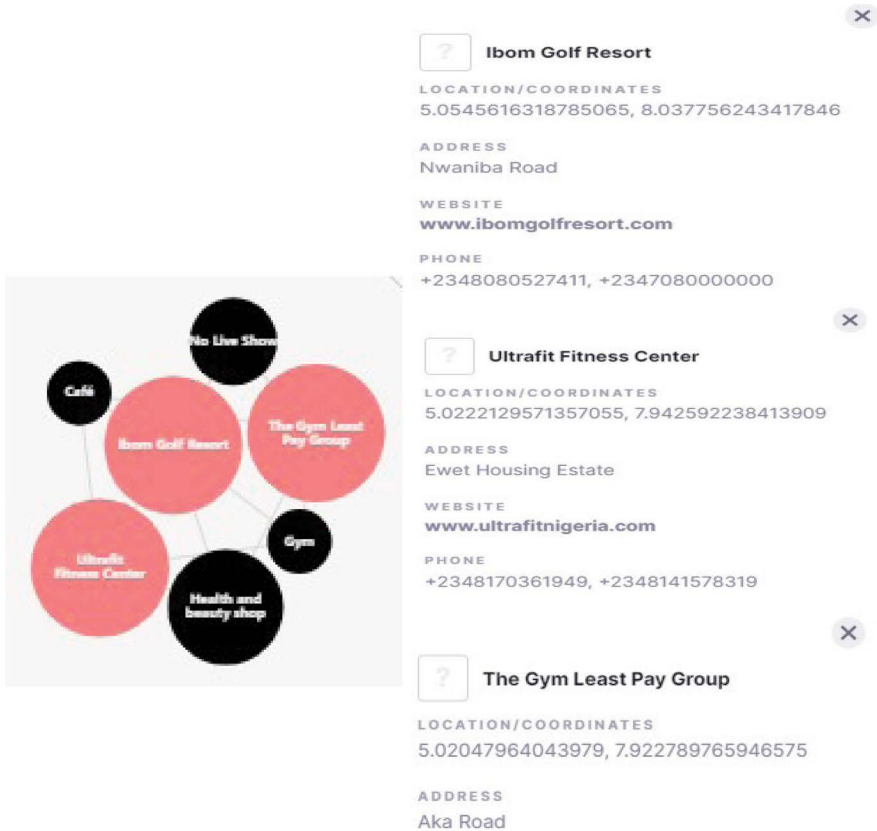 No Live Show
Café
Ibom Golf Resort
The Gym Least
Pay Group
Gym
Ultrafit
Fitness Center
Health and
beauty shop
?
Ibom Golf Resort
LOCATION/COORDINATES
5.0545616318785065, 8.037756243417846
ADDRESS
Nwaniba Road
WEBSITE
www.ibomgolfresort.com
PHONE
+2348080527411, +2347080000000
?
Ultrafit Fitness Center
LOCATION/COORDINATES
5.0222129571357055, 7.942592238413909
ADDRESS
Ewet Housing Estate
WEBSITE
www.ultrafitnigeria.com
PHONE
+2348170361949, +2348141578319
?
The Gym Least Pay Group
LOCATION/COORDINATES
5.02047964043979, 7.922789765946575
ADDRESS
Aka Road